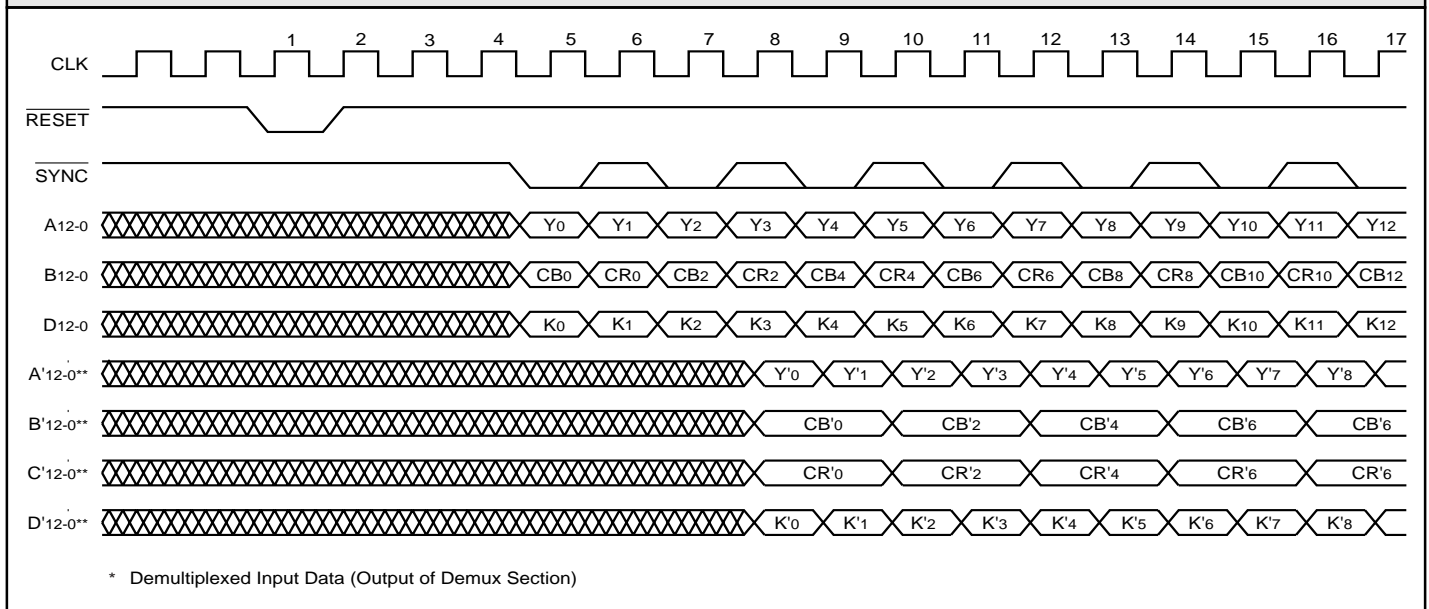 1 2 3 4 5 6 7 8 9 10 11 12 13 14 15 16 17
CLK
RESET
SYNC
A12-0 Y0 Y1 Y2 Y3 Y4 Y5 Y6 Y7 Y8 Y9 Y10 Y11 Y12
B12-0 CB0 CR0 CB2 CR2 CB4 CR4 CB6 CR6 CB8 CR8 CB10 CR10 CB12
D12-0 K0 K1 K2 K3 K4 K5 K6 K7 K8 K9 K10 K11 K12
A'12-0** Y'0 Y'1 Y'2 Y'3 Y'4 Y'5 Y'6 Y'7 Y'8
B'12-0** CB'0 CB'2 CB'4 CB'6 CB'6
C'12-0** CR'0 CR'2 CR'4 CR'6 CR'6
D'12-0** K'0 K'1 K'2 K'3 K'4 K'5 K'6 K'7 K'8
* Demultiplexed Input Data (Output of Demux Section)